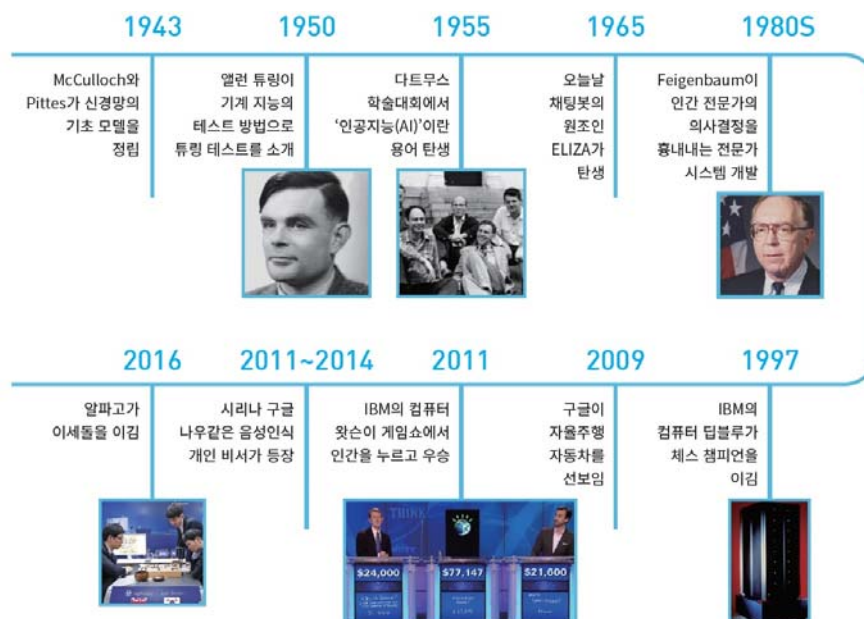 1943
McCulloch와
Pittes가 신경망의
기초 모델을
정립
1950
앨런 튜링이
기계 지능의
테스트 방법으로
튜링 테스트를 소개
1955
다트무스
학술대회에서
‘인공지능(AI)’이란
용어 탄생
1965
오늘날
채팅봇의
원조인
ELIZA가
탄생
1980S
Feigenbaum이
인간 전문가의
의사결정을
흉내내는 전문가
시스템 개발
2016
알파고가
이세돌을 이김
2011~2014
시리나 구글
나우같은 음성인식
개인 비서가 등장
2011
IBM의 컴퓨터
왓슨이 게임쇼에서
인간을 누르고 우승
THINK
$24,000
$77,147
$21,600
2009
구글이
자율주행
자동차를
선보임
1997
IBM의
컴퓨터 딥블루가
체스 챔피언을
이김